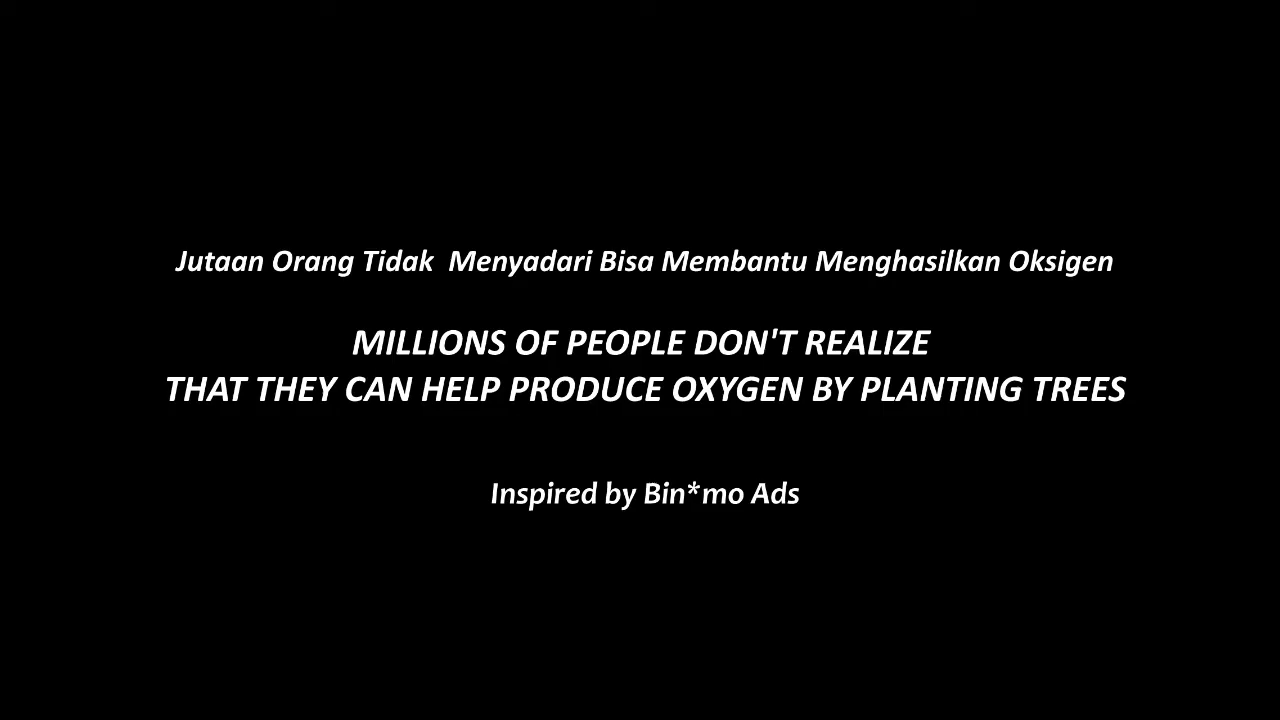 Jutaan Orang Tidak  Menyadari Bisa Membantu Menghasilkan Oksigen
MILLIONS OF PEOPLE DON'T REALIZE
THAT THEY CAN HELP PRODUCE OXYGEN BY PLANTING TREES
Inspired by Bin*mo Ads